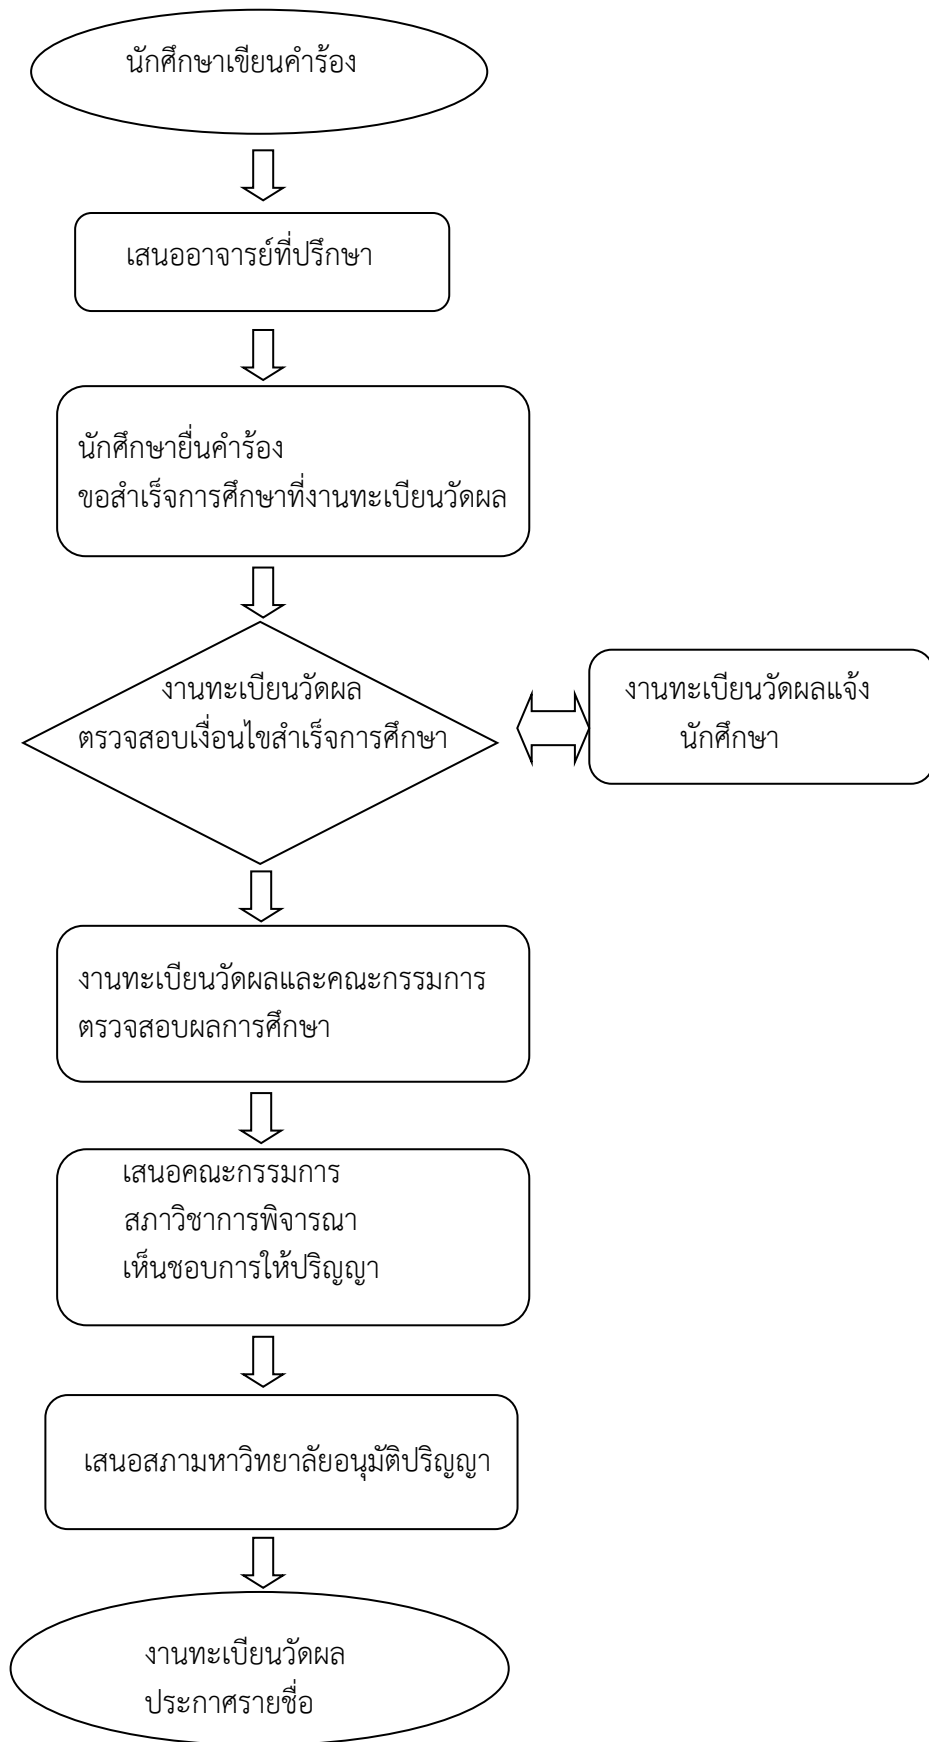 นักศึกษาเขียนคำร้อง
เสนออาจารย์ที่ปรึกษา
นักศึกษายื่นคำร้อง
ขอสำเร็จการศึกษาที่งานทะเบียนวัดผล
งานทะเบียนวัดผล
ตรวจสอบเงื่อนไขสำเร็จการศึกษา
งานทะเบียนวัดผลแจ้ง
นักศึกษา
งานทะเบียนวัดผลและคณะกรรมการ
ตรวจสอบผลการศึกษา
เสนอคณะกรรมการ
สภาวิชาการพิจารณา
เห็นชอบการให้ปริญญา
เสนอสภามหาวิทยาลัยอนุมัติปริญญา
งานทะเบียนวัดผล
ประกาศรายชื่อ